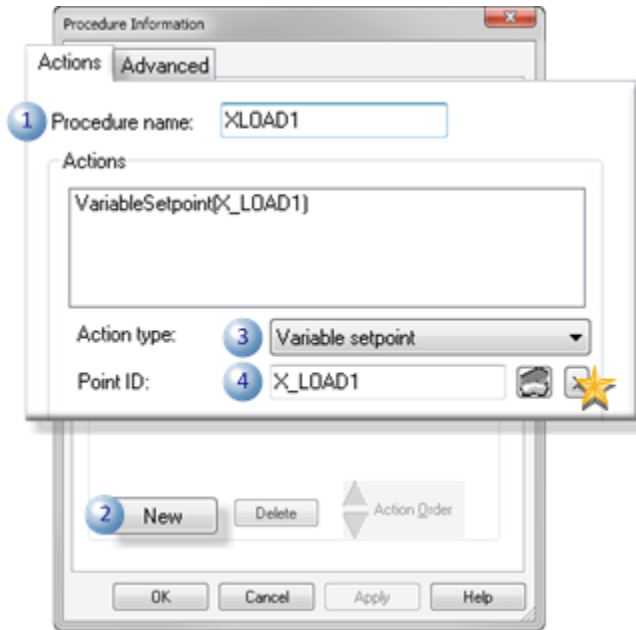 Procedure Information
Actions Advanced
1 Procedure name: XLOAD1
Actions
VariableSetpoint(X_LOAD1)
Action type: 3 Variable setpoint
Point ID: 4 X_LOAD1 >
2 New Delete Action Order
OK Cancel Apply Help